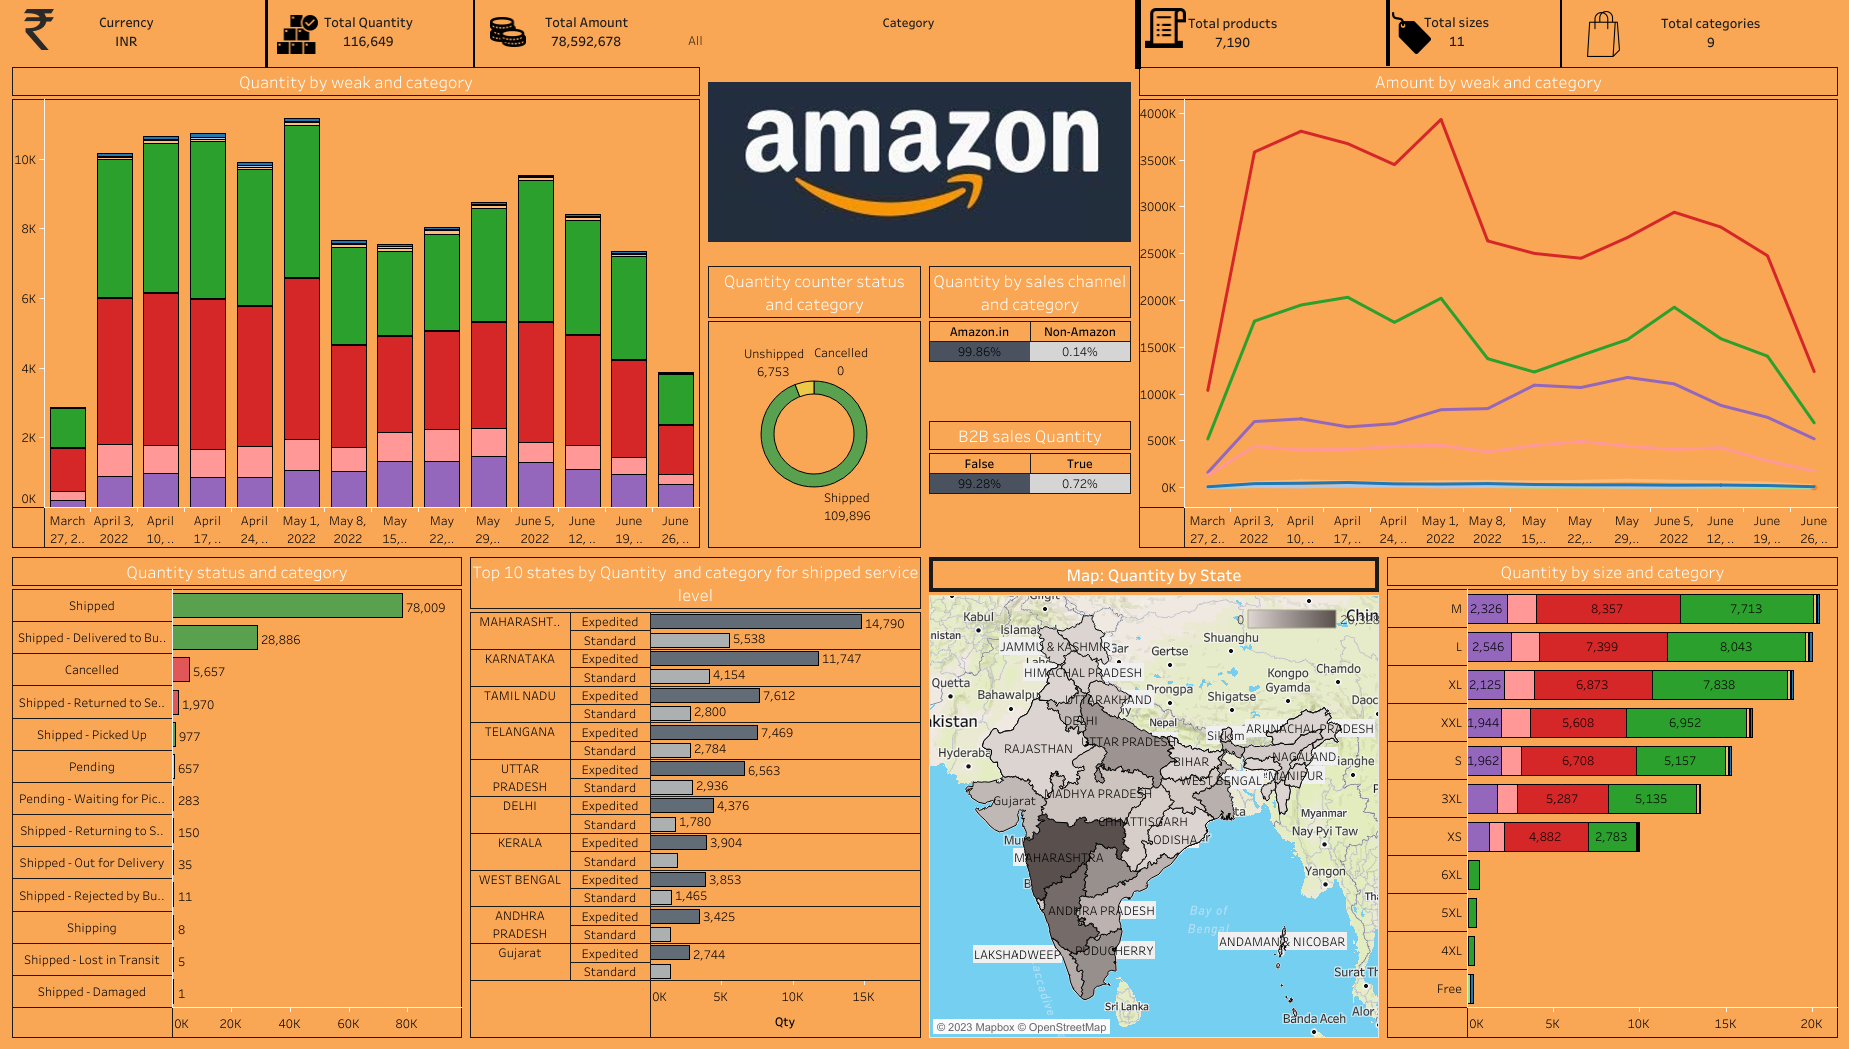 Currency
INR
Total Quantity
116,649
Total Amount
78,592,678
Category
All
Total products
7,190
Total sizes
11
Total categories
9
Quantity by weak and category
10K
8K
6K
4K
2K
0K
March 27, 2..
April 3, 2022
April 10, ..
April 17, ..
April 24, ..
May 1, 2022
May 8, 2022
May 15,..
May 22,..
May 29,..
June 5, 2022
June 12, ..
June 19, ..
June 26, ..
amazon
Quantity counter status
and category
Unshipped
6,753
Cancelled
0
Shipped
109,896
Quantity by sales channel
and category
Amazon.in Non-Amazon
99.86% 0.14%
B2B sales Quantity
False True
99.28% 0.72%
Amount by weak and category
4000K
3500K
3000K
2500K
2000K
1500K
1000K
500K
0K
March 27, 2..
April 3, 2022
April 10, ..
April 17, ..
April 24, ..
May 1, 2022
May 8, 2022
May 15,..
May 22,..
May 29,..
June 5, 2022
June 12, ..
June 19, ..
June 26, ..
Quantity status and category
Shipped 78,009
Shipped - Delivered to Bu.. 28,886
Cancelled 5,657
Shipped - Returned to Se.. 1,970
Shipped - Picked Up 977
Pending 657
Pending - Waiting for Pic.. 283
Shipped - Returning to S.. 150
Shipped - Out for Delivery 35
Shipped - Rejected by Bu.. 11
Shipping 8
Shipped - Lost in Transit 5
Shipped - Damaged 1
0K 20K 40K 60K 80K
Top 10 states by Quantity and category for shipped service
level
MAHARASHT.. Expedited 14,790
Standard 5,538
KARNATAKA Expedited 11,747
Standard 4,154
TAMIL NADU Expedited 7,612
Standard 2,800
TELANGANA Expedited 7,469
Standard 2,784
UTTAR Expedited 6,563
PRADESH Standard 2,936
DELHI Expedited 4,376
Standard 1,780
KERALA Expedited 3,904
Standard
WEST BENGAL Expedited 3,853
Standard 1,465
ANDHRA Expedited 3,425
PRADESH Standard
Gujarat Expedited 2,744
Standard
0K 5K 10K 15K
Qty
Map: Quantity by State
0
Gilgit
Kabul
Islamab
nistan
Shuanghu
JAMMU & KASHMIR
Gar
Gertse
HIMACHAL PRADESH
Kongpo
Gyamda
Chamdo
Quetta
Bahawalpu
Drongpa
Shigatse
UTTARAKHAND
kistan
DELHI
Nepal
Sikkim
ARUNACHAL PRADESH
Hyderaba
RAJASTHAN
UTTAR PRADESH
NAGALAND
BIHAR
WEST BENGAL
MANIPUR
Gujarat
MADHYA PRADESH
CHHATTISGARH
ODISHA
Myanmar
Nay Pyi Taw
MAHARASHTRA
Yangon
ANDHRA PRADESH
Bay of
Bengal
ANDAMAN & NICOBAR
LAKSHADWEEP
PUDUCHERRY
Surat Th
Sri Lanka
Banda Aceh
Alor
© 2023 Mapbox © OpenStreetMap
Quantity by size and category
M 2,326 8,357 7,713
L 2,546 7,399 8,043
XL 2,125 6,873 7,838
XXL 1,944 5,608 6,952
S 1,962 6,708 5,157
3XL 5,287 5,135
XS 4,882 2,783
6XL
5XL
4XL
Free
0K 5K 10K 15K 20K